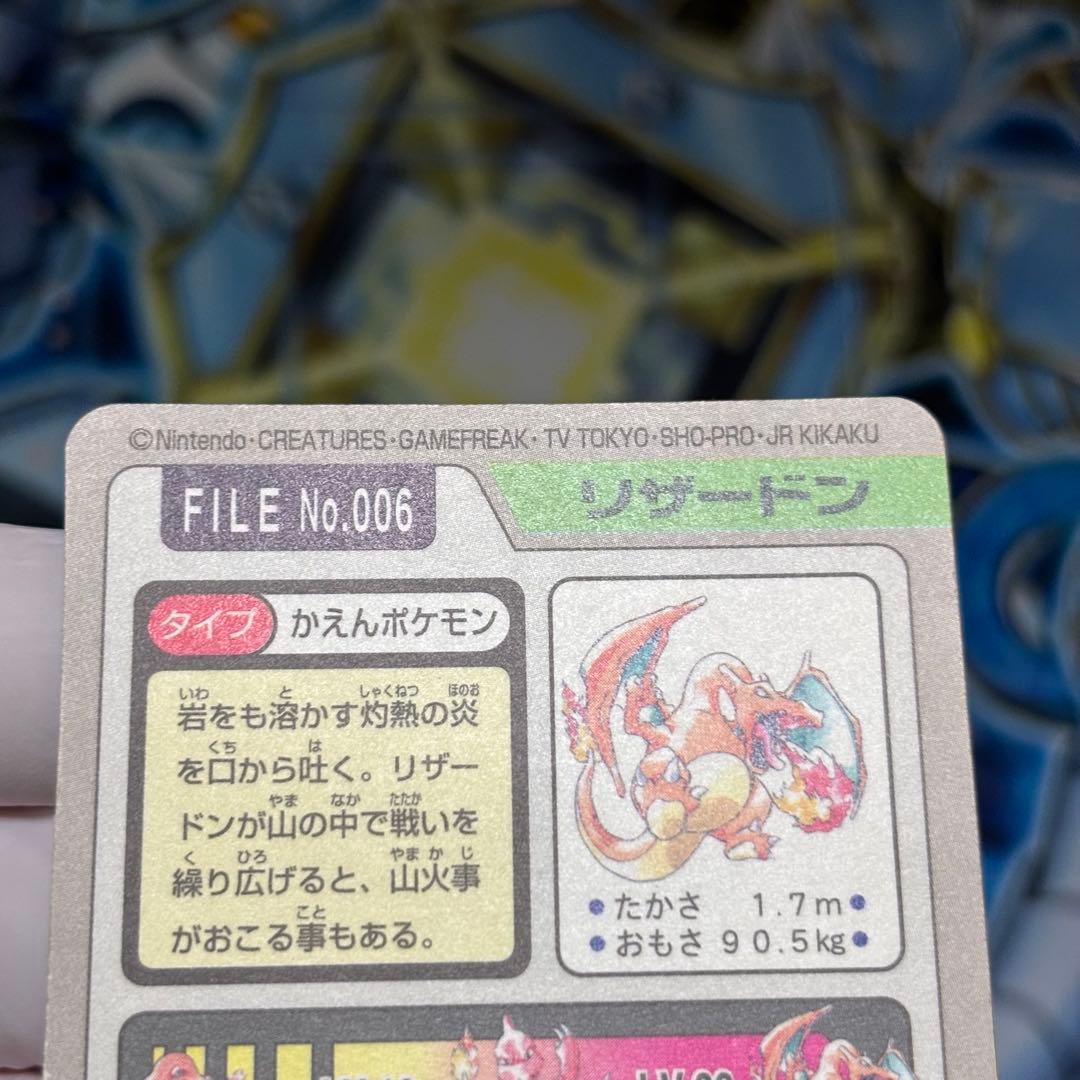 ©Nintendo・CREATURES・GAMEFREAK・TV TOKYO・SHO-PRO・JR KIKAKU
FILE No.006
リザードン
タイプ かえんポケモン
岩をも溶かす灼熱の炎
を口から吐く。リザー
ドンが山の中で戦いを
繰り広げると、山火事
がおこる事もある。
たかさ 1.7m
おもさ 90.5kg